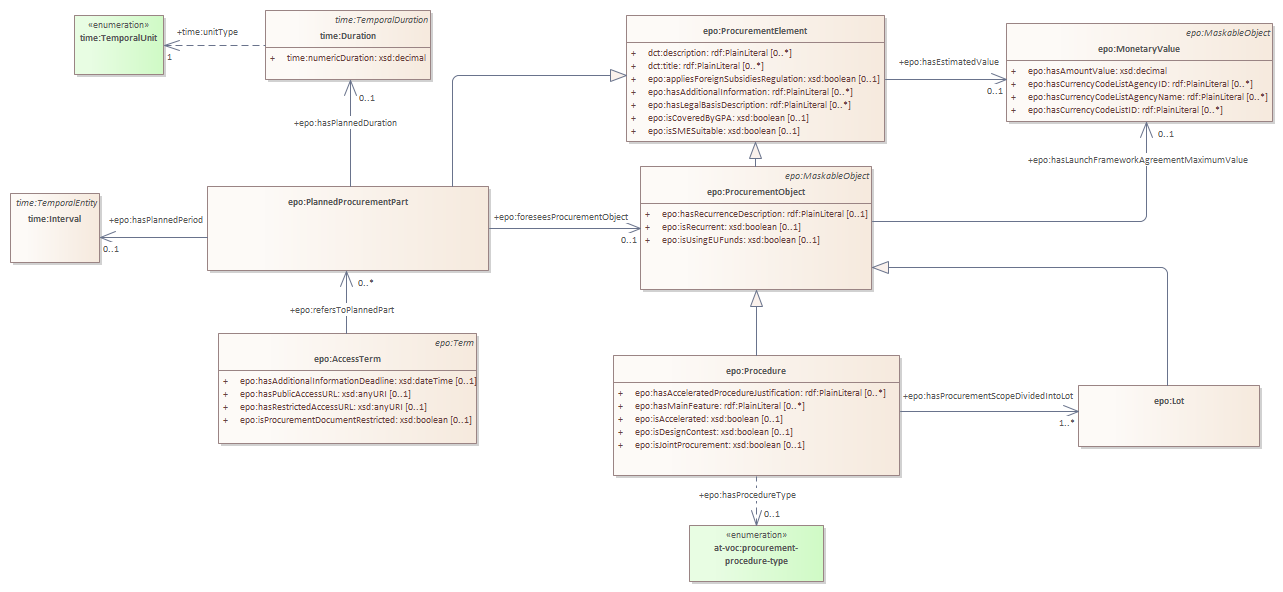 «enumeration»
time:TemporalUnit
+time:unitType
1
time:TemporalDuration
time:Duration
+ time:numericDuration: xsd:decimal
0..1
+epo:hasPlannedDuration
epo:ProcurementElement
+ dct:description: rdf:PlainLiteral [0..*]
+ dct:title: rdf:PlainLiteral [0..*]
+ epo:appliesForeignSubsidiesRegulation: xsd:boolean [0..1]
+ epo:hasAdditionalInformation: rdf:PlainLiteral [0..*]
+ epo:hasLegalBasisDescription: rdf:PlainLiteral [0..*]
+ epo:isCoveredByGPA: xsd:boolean [0..1]
+ epo:isSMESuitable: xsd:boolean [0..1]
+epo:hasEstimatedValue
0..1
epo:MaskableObject
epo:MonetaryValue
+ epo:hasAmountValue: xsd:decimal
+ epo:hasCurrencyCodeListAgencyID: rdf:PlainLiteral [0..*]
+ epo:hasCurrencyCodeListAgencyName: rdf:PlainLiteral [0..*]
+ epo:hasCurrencyCodeListID: rdf:PlainLiteral [0..*]
0..1
+epo:hasLaunchFrameworkAgreementMaximumValue
time:TemporalEntity
time:Interval
+epo:hasPlannedPeriod
0..1
epo:PlannedProcurementPart
+epo:foreseesProcurementObject
0..1
epo:MaskableObject
epo:ProcurementObject
+ epo:hasRecurrenceDescription: rdf:PlainLiteral [0..1]
+ epo:isRecurrent: xsd:boolean [0..1]
+ epo:isUsingEUFunds: xsd:boolean [0..1]
0..*
+epo:refersToPlannedPart
epo:Term
epo:AccessTerm
+ epo:hasAdditionalInformationDeadline: xsd:dateTime [0..1]
+ epo:hasPublicAccessURL: xsd:anyURI [0..1]
+ epo:hasRestrictedAccessURL: xsd:anyURI [0..1]
+ epo:isProcurementDocumentRestricted: xsd:boolean [0..1]
epo:Procedure
+ epo:hasAcceleratedProcedureJustification: rdf:PlainLiteral [0..*]
+ epo:hasMainFeature: rdf:PlainLiteral [0..*]
+ epo:isAccelerated: xsd:boolean [0..1]
+ epo:isDesignContest: xsd:boolean [0..1]
+ epo:isJointProcurement: xsd:boolean [0..1]
+epo:hasProcurementScopeDividedIntoLot
1..*
epo:Lot
+epo:hasProcedureType
0..1
«enumeration»
at-voc:procurement-
procedure-type